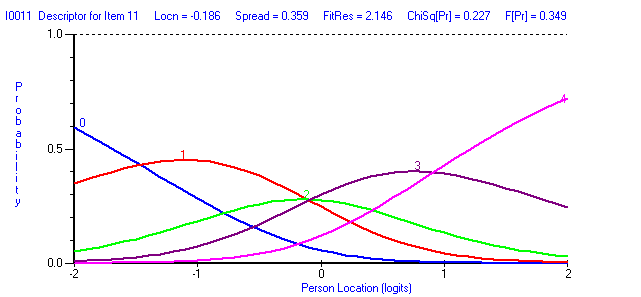 I0011 Descriptor for Item 11 Locn = -0.186 Spread = 0.359 FitRes = 2.146 ChiSq[Pr] = 0.227 F[Pr] = 0.349
1.0
Probability
0
1
2
3
4
0.5
0.0
-2 -1 0 1 2
Person Location (logits)